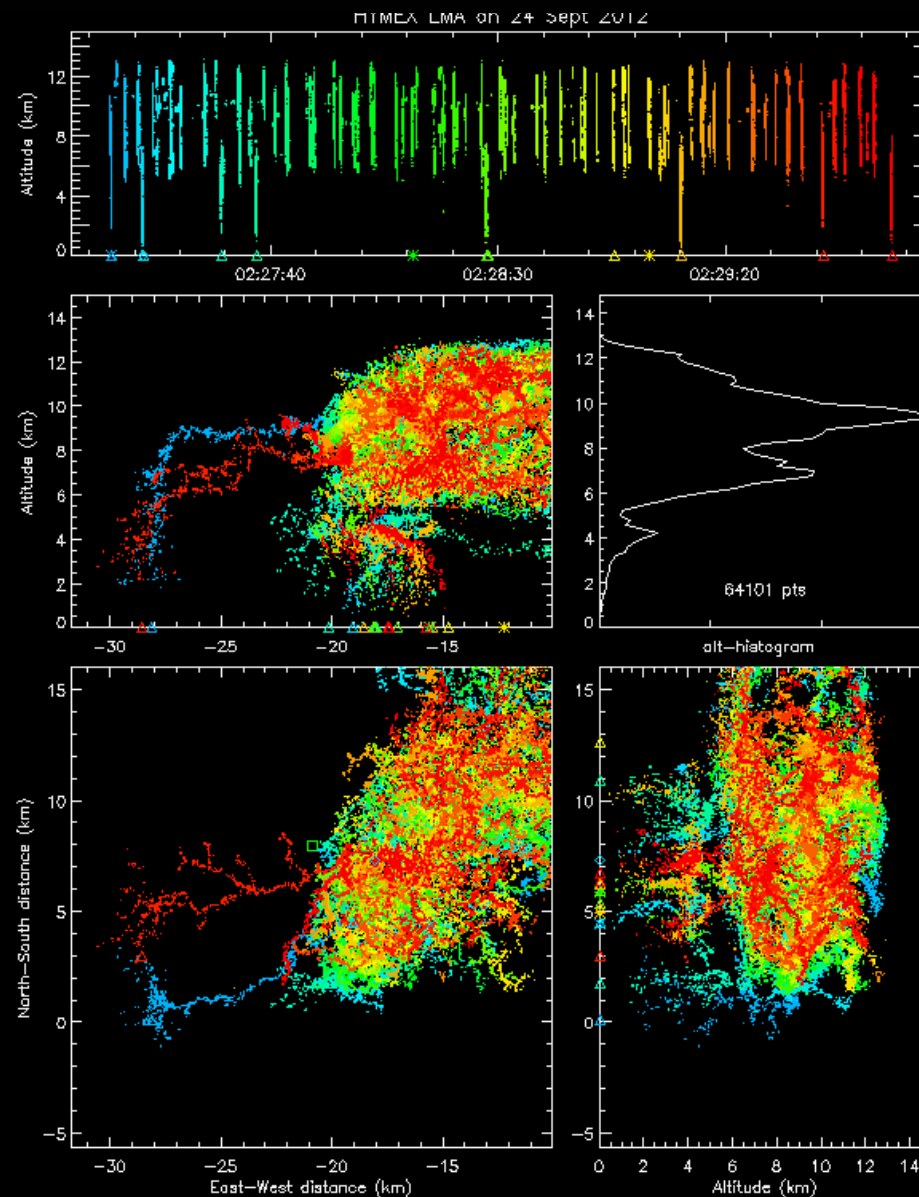 HYMEX LMA on 24 Sept 2012
Altitude (km)
12
8
4
0
02:27:40 02:28:30 02:29:20
Altitude (km)
14
12
10
8
6
4
2
0
-30 -25 -20 -15
14
12
10
8
6
4
2
0
64101 pts
alt-histogram
North-South distance (km)
15
10
5
0
-5
-30 -25 -20 -15
East-West distance (km)
15
10
5
0
-5
0 2 4 6 8 10 12 14
Altitude (km)